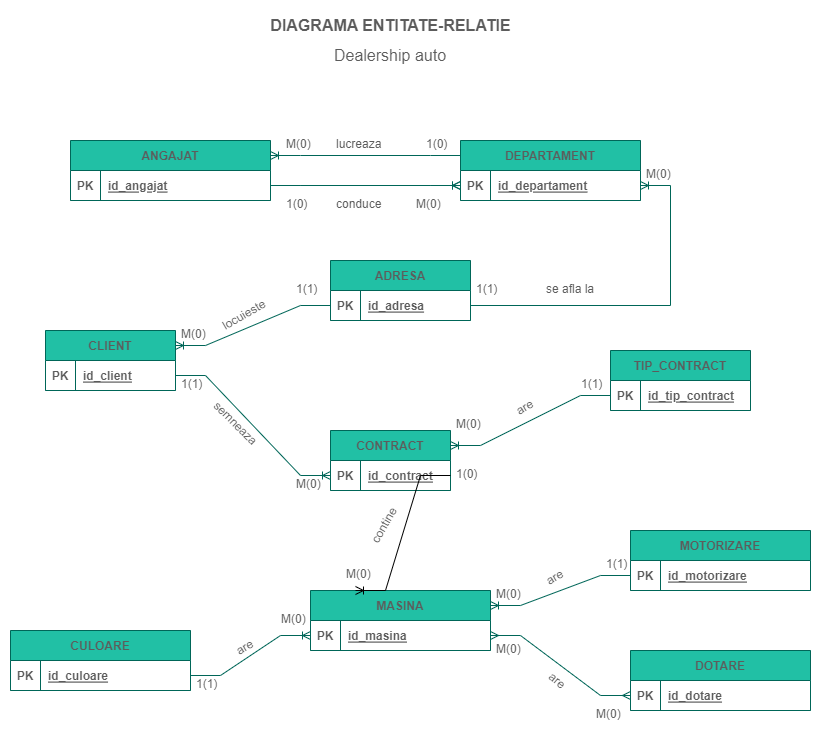 DIAGRAMA ENTITATE-RELATIE
Dealership auto
ANGAJAT
M(0) lucreaza 1(0)
DEPARTAMENT
PK id_angajat
PK id_departament
M(0)
1(0) conduce M(0)
ADRESA
PK id_adresa
1(1)
1(1)
se afla la
locuieste
M(0)
CLIENT
PK id_client
1(1)
semneaza
M(0)
TIP_CONTRACT
PK id_tip_contract
1(1)
are
M(0)
CONTRACT
PK id_contract
1(0)
contine
M(0)
MASINA
PK id_masina
MOTORIZARE
PK id_motorizare
1(1)
are
M(0)
M(0)
CULOARE
PK id_culoare
are
1(1)
M(0)
are
M(0)
DOTARE
PK id_dotare